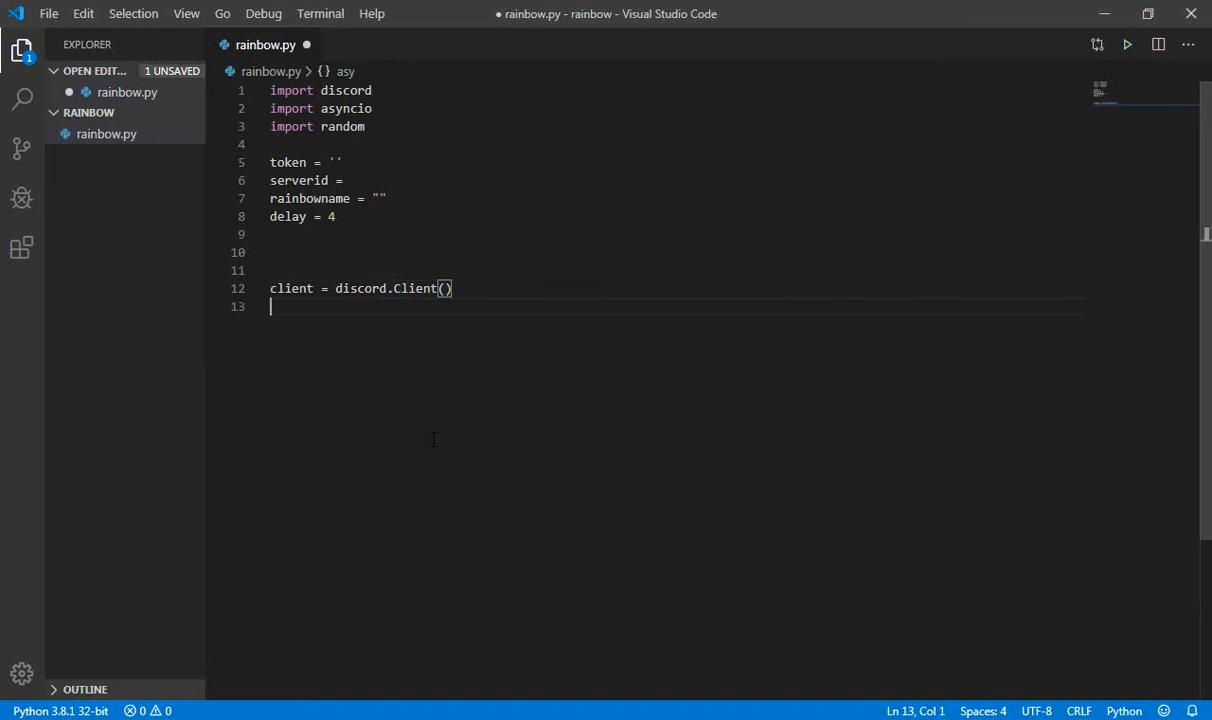 File Edit Selection View Go Debug Terminal Help
● rainbow.py - rainbow - Visual Studio Code
EXPLORER
OPEN EDIT... 1 UNSAVED
rainbow.py
RAINBOW
rainbow.py
OUTLINE
1
rainbow.py
rainbow.py > {} asy
1 import discord
2 import asyncio
3 import random
4
5 token = ''
6 serverid =
7 rainbowname = ""
8 delay = 4
9
10
11
12 client = discord.Client()
13
Python 3.8.1 32-bit 0 0 Ln 13, Col 1 Spaces: 4 UTF-8 CRLF Python